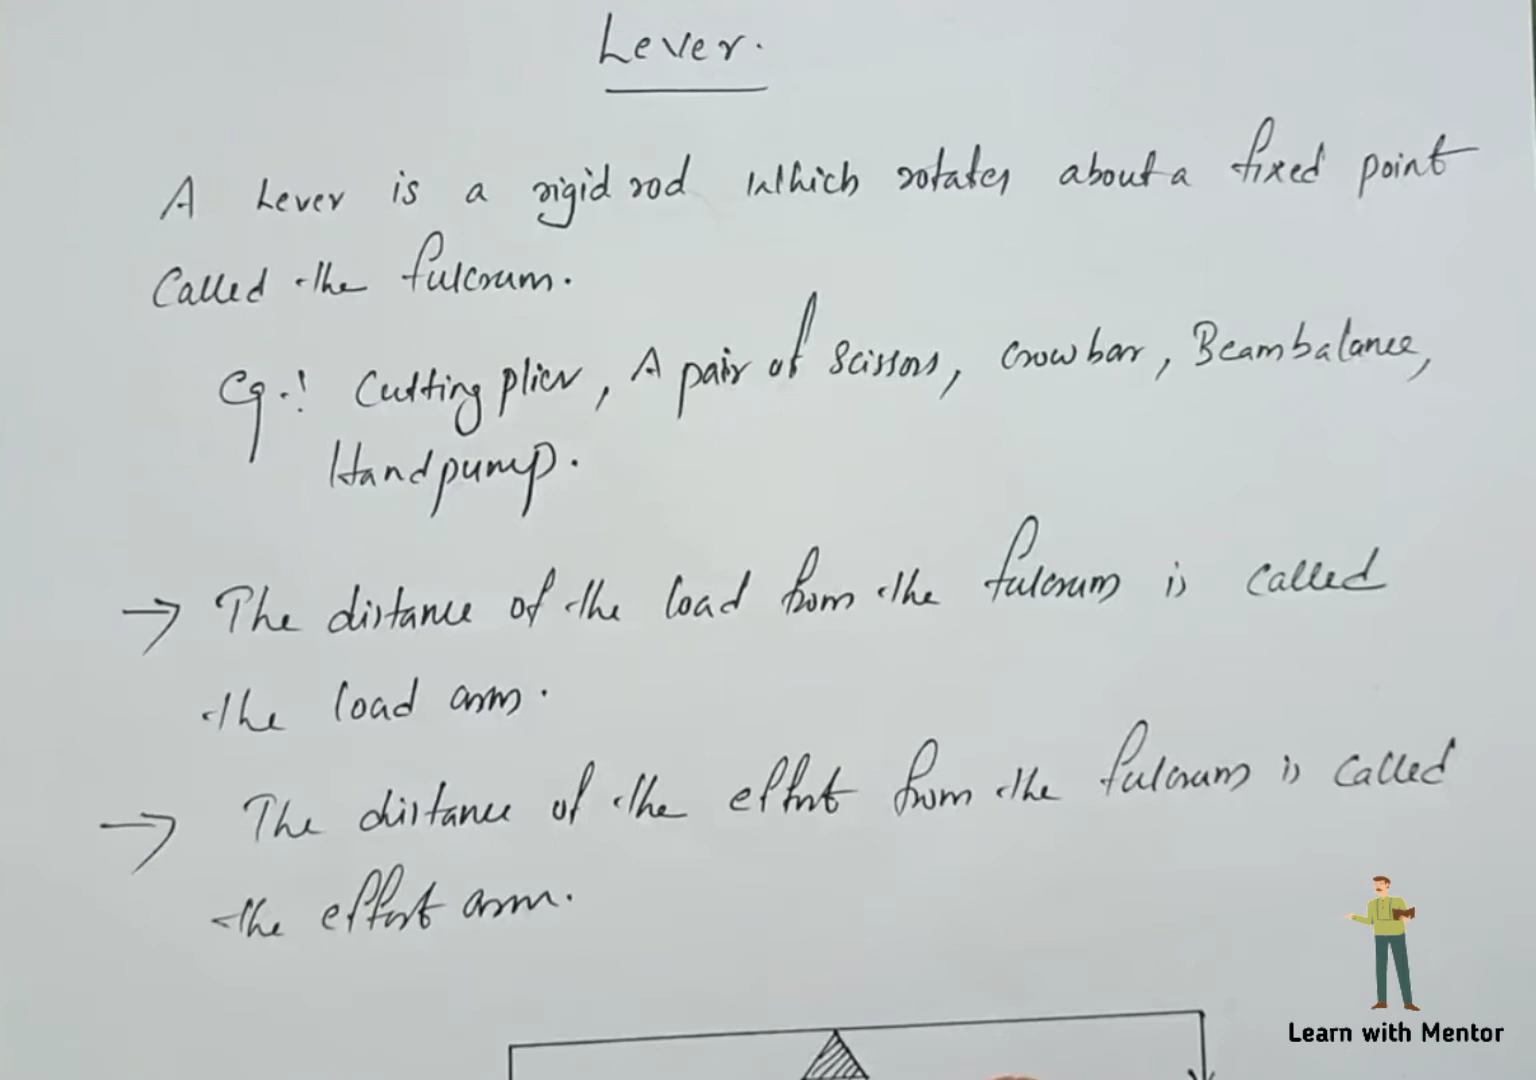 Lever.
A Lever is a rigid rod which rotates about a fixed point
called the fulcrum.
Eg.: Cutting plier, A pair of scissors, Crowbar, Beambalance,
Handpump.
→ The distance of the load from the fulcrum is called
the load arm.
→ The distance of the effort from the fulcrum is called
the effort arm.
Learn with Mentor